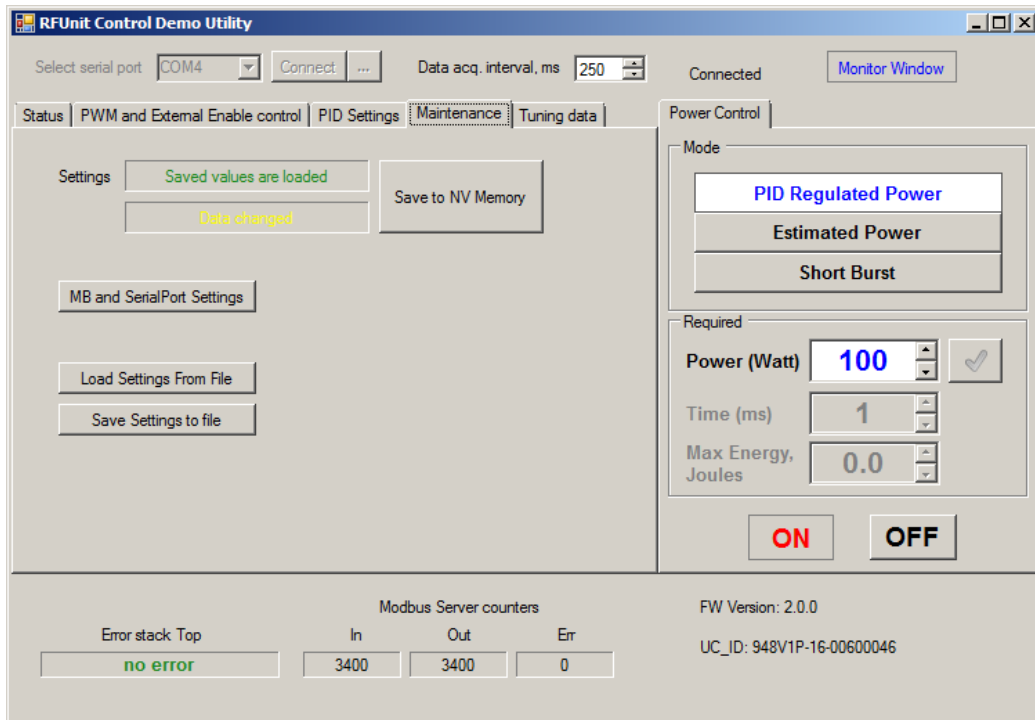 RFUnit Control Demo Utility
Select serial port COM4 Connect ... Data acq. interval, ms 250 Connected Monitor Window
Status PWM and External Enable control PID Settings Maintenance Tuning data Power Control
Mode
Settings Saved values are loaded
Data changed
Save to NV Memory
PID Regulated Power
Estimated Power
Short Burst
MB and SerialPort Settings
Required
Power (Watt) 100
Load Settings From File
Save Settings to file
Time (ms) 1
Max Energy,
Joules 0.0
ON OFF
Modbus Server counters
FW Version: 2.0.0
Error stack Top In Out Err
UC_ID: 948V1P-16-00600046
no error 3400 3400 0